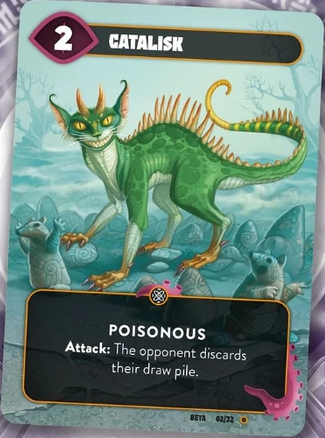 2 CATALISK
POISONOUS
Attack: The opponent discards
their draw pile.
BETA 02/32